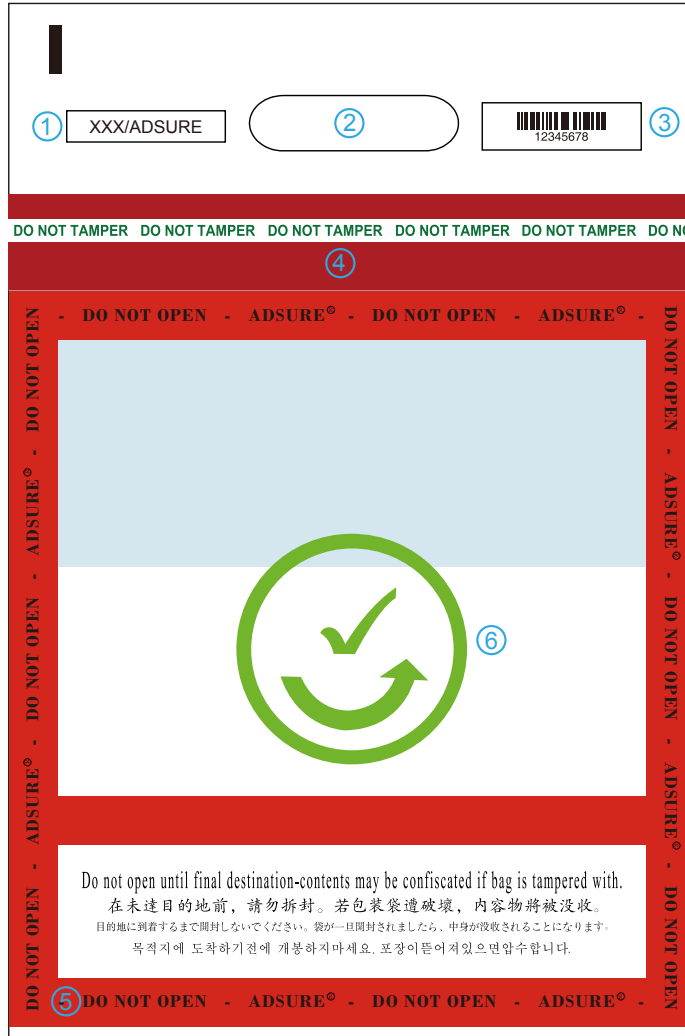 ① XXX/ADSURE ② 12345678 ③
DO NOT TAMPER DO NOT TAMPER DO NOT TAMPER DO NOT TAMPER DO NOT TAMPER
④
- DO NOT OPEN - ADSURE® - DO NOT OPEN - ADSURE® -
DO NOT OPEN - ADSURE® - DO NOT OPEN - ADSURE® - DO NOT OPEN
DO NOT OPEN - ADSURE® - DO NOT OPEN - ADSURE® - DO NOT OPEN
⑥
Do not open until final destination-contents may be confiscated if bag is tampered with.
在未達目的地前，請勿拆封。若包裝袋遭破壞，內容物將被沒收。
目的地に到着するまで開封しないでください。袋が一旦開封されましたら、中身が没収されることになります。
목적지에 도착하기전에 개봉하지마세요. 포장이뜯어져있으면압수합니다.
⑤ - DO NOT OPEN - ADSURE® - DO NOT OPEN - ADSURE® -